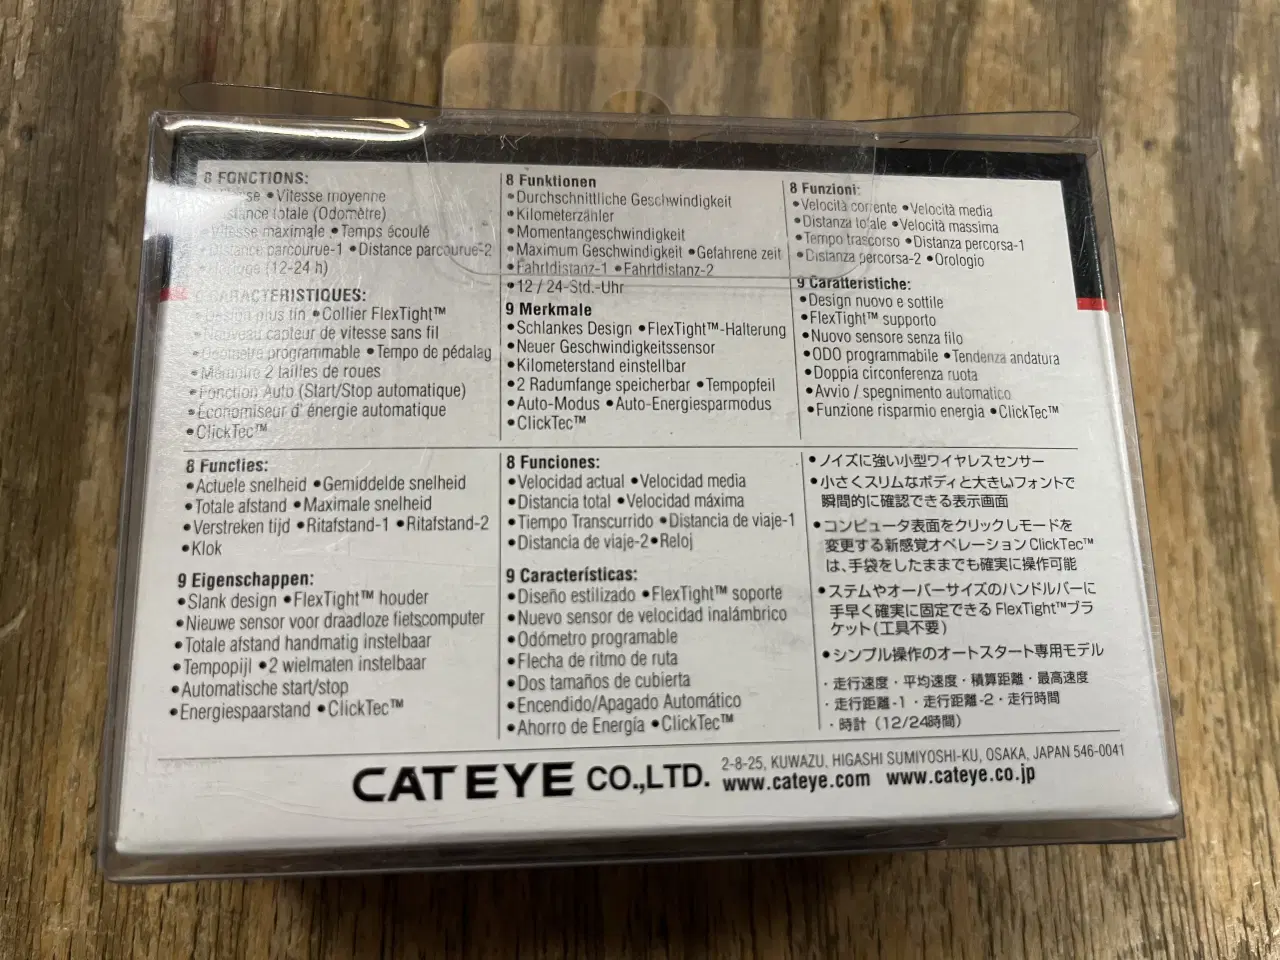 8 FONCTIONS:
• Vitesse moyenne
totale (Odomètre)
•Vitesse maximale •Temps écoulé
•Distance parcourue-1 •Distance parcourue-2
(12-24 h)
CARACTERISTIQUES:
plus fin •Collier FlexTight™
•Nouveau capteur de vitesse sans fil
programmable •Tempo de pédalag
•Mémoire 2 tailles de roues
•Fonction Auto (Start/Stop automatique)
•Economiseur d' énergie automatique
•ClickTec™
8 Funktionen
•Durchschnittliche Geschwindigkeit
•Kilometerzähler
•Momentangeschwindigkeit
•Maximum Geschwindigkeit •Gefahrene zeit
•Fahrtdistanz-1 •Fahrtdistanz-2
•12 / 24-Std.-Uhr
9 Merkmale
•Schlankes Design •FlexTight™-Halterung
•Neuer Geschwindigkeitssensor
•Kilometerstand einstellbar
•2 Radumfange speicherbar •Tempopfeil
•Auto-Modus •Auto-Energiesparmodus
•ClickTec™
8 Funzioni:
•Velocità corrente •Velocità media
•Distanza totale •Velocità massima
•Tempo trascorso •Distanza percorsa-1
•Distanza percorsa-2 •Orologio
9 Caratteristiche:
•Design nuovo e sottile
•FlexTight™ supporto
•Nuovo sensore senza filo
•ODO programmabile •Tendenza andatura
•Doppia circonferenza ruota
•Avvio / spegnimento automatico
•Funzione risparmio energia •ClickTec™
8 Functies:
•Actuele snelheid •Gemiddelde snelheid
•Totale afstand •Maximale snelheid
•Verstreken tijd •Ritafstand-1 •Ritafstand-2
•Klok
9 Eigenschappen:
•Slank design •FlexTight™ houder
•Nieuwe sensor voor draadloze fietscomputer
•Totale afstand handmatig instelbaar
•Tempopijl •2 wielmaten instelbaar
•Automatische start/stop
•Energiespaarstand •ClickTec™
8 Funciones:
•Velocidad actual •Velocidad media
•Distancia total •Velocidad máxima
•Tiempo Transcurrido •Distancia de viaje-1
•Distancia de viaje-2•Reloj
9 Características:
•Diseño estilizado •FlexTight™ soporte
•Nuevo sensor de velocidad inalámbrico
•Odómetro programable
•Flecha de ritmo de ruta
•Dos tamaños de cubierta
•Encendido/Apagado Automático
•Ahorro de Energía •ClickTec™
•ノイズに強い小型ワイヤレスセンサー
•小さくスリムなボディと大きいフォントで
瞬間的に確認できる表示画面
•コンピュータ表面をクリックしモードを
変更する新感覚オペレーションClickTec™
は、手袋をしたままでも確実に操作可能
•ステムやオーバーサイズのハンドルバーに
手早く確実に固定できる FlexTight™ブラ
ケット(工具不要)
•シンプル操作のオートスタート専用モデル
・走行速度・平均速度・積算距離・最高速度
・走行距離-1・走行距離-2・走行時間
・時計（12/24時間）
CATEYE CO.,LTD.
2-8-25, KUWAZU, HIGASHI SUMIYOSHI-KU, OSAKA, JAPAN 546-0041
www.cateye.com www.cateye.co.jp